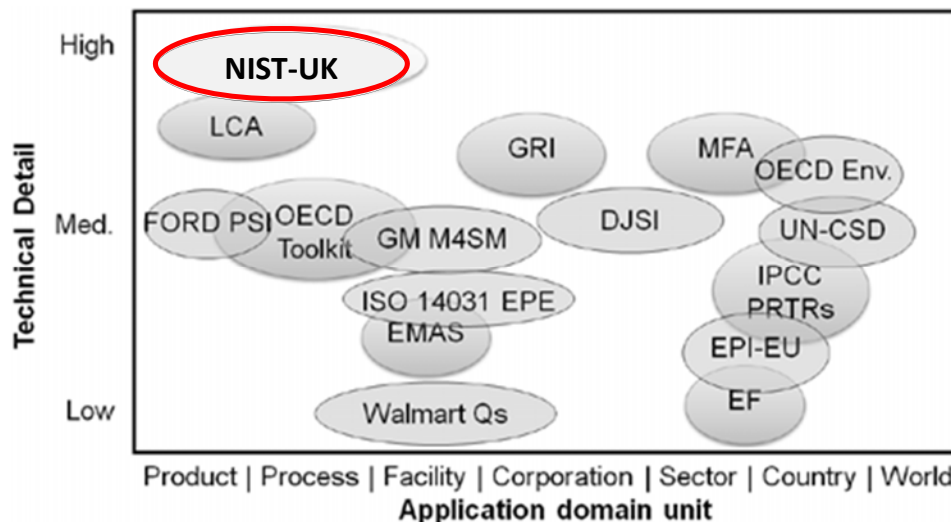 High
NIST-UK
LCA
GRI
MFA
OECD Env.
Med.
FORD PSI
OECD
Toolkit
GM M4SM
DJSI
UN-CSD
ISO 14031 EPE
EMAS
IPCC
PRTRs
EPI-EU
Low
Walmart Qs
EF
Technical Detail
Product | Process | Facility | Corporation | Sector | Country | World
Application domain unit